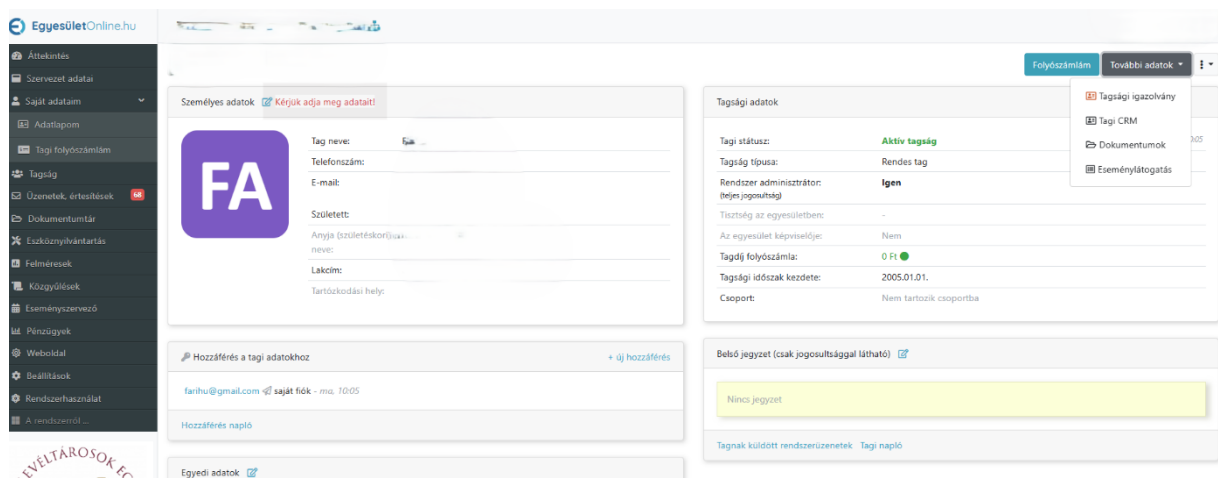 EgyesületOnline.hu
Áttekintés
Szervezet adatai
Saját adataim
Adatlapom
Tagi folyószámlám
Tagság
Üzenetek, értesítések 68
Dokumentumtár
Eszköznyilvántartás
Felmérések
Közgyűlések
Eseményszervező
Pénzügyek
Weboldal
Beállítások
Rendszerhasználat
A rendszerről ...
Folyószámlám
További adatok
Tagsági igazolvány
Tagi CRM
Dokumentumok
Eseménylátogatás
Személyes adatok Kérjük adja meg adatait!
FA
Tag neve:
Telefonszám:
E-mail:
Született:
Anyja (születéskori)
neve:
Lakcím:
Tartózkodási hely:
Hozzáférés a tagi adatokhoz + új hozzáférés
farihu@gmail.com saját fiók - ma, 10:05
Hozzáférés napló
Egyedi adatok
Tagsági adatok
Tagi státusz: Aktív tagság
Tagság típusa: Rendes tag
Rendszer adminisztrátor: Igen
(teljes jogosultság)
Tisztség az egyesületben: -
Az egyesület képviselője: Nem
Tagdíj folyószámla: 0 Ft
Tagsági időszak kezdete: 2005.01.01.
Csoport: Nem tartozik csoportba
Belső jegyzet (csak jogosultsággal látható)
Nincs jegyzet
Tagnak küldött rendszerüzenetek Tagi napló